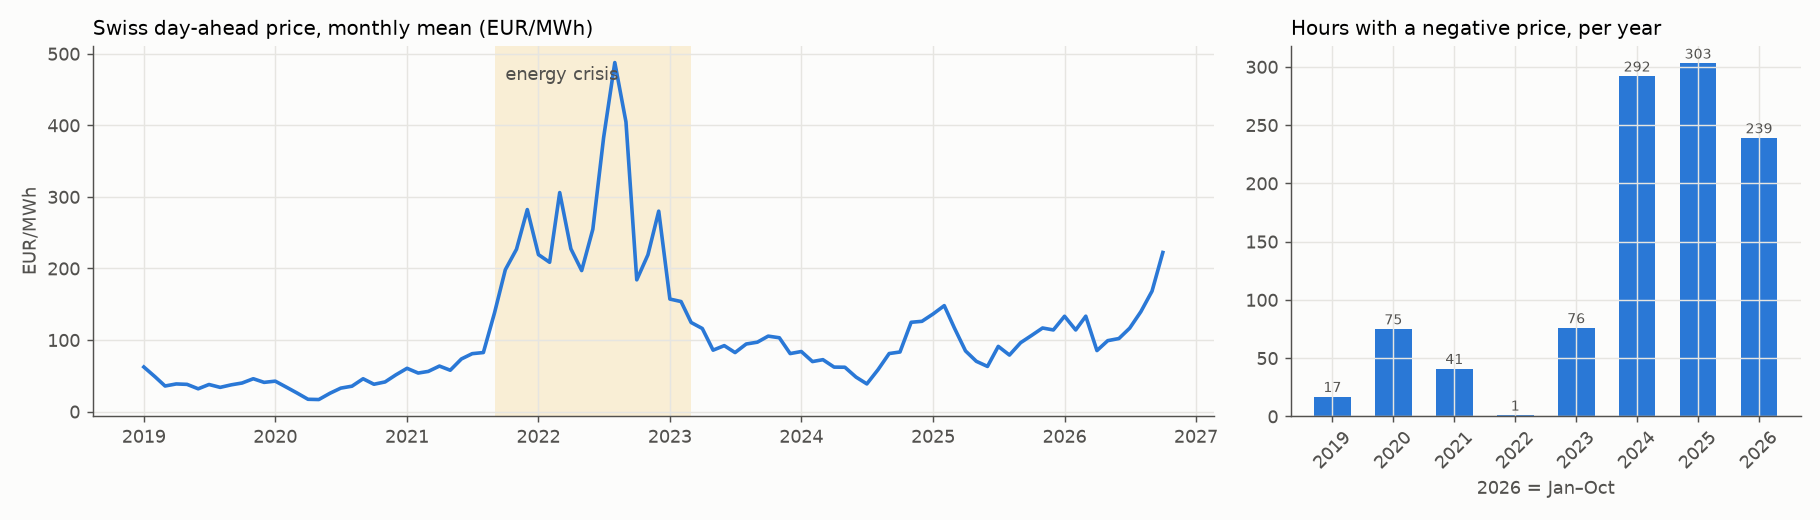 Swiss day-ahead price, monthly mean (EUR/MWh)
500
400
300
200
100
0
EUR/MWh
energy crisis
2019 2020 2021 2022 2023 2024 2025 2026 2027
Hours with a negative price, per year
300
250
200
150
100
50
0
17 75 41 1 76 292 303 239
2019 2020 2021 2022 2023 2024 2025 2026
2026 = Jan–Oct